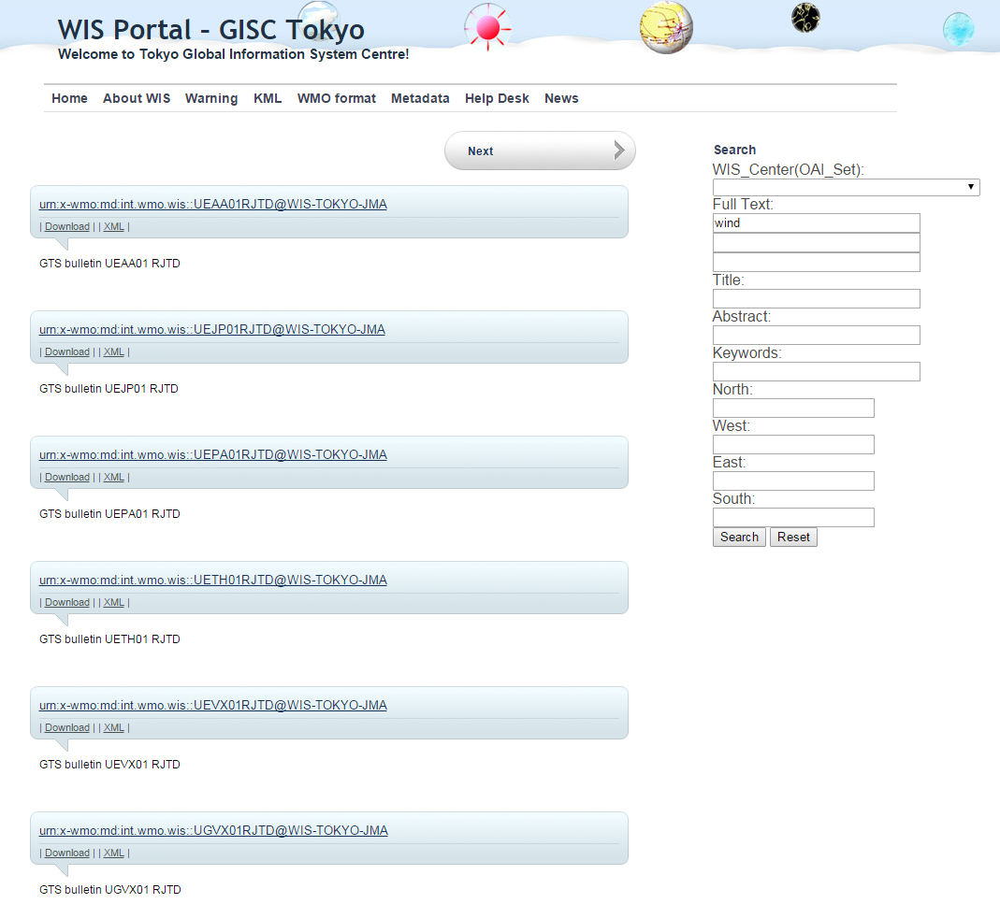 WIS Portal - GISC Tokyo
Welcome to Tokyo Global Information System Centre!
Home About WIS Warning KML WMO format Metadata Help Desk News
Next
urn:x-wmo:md:int.wmo.wis::UEAA01RJTD@WIS-TOKYO-JMA
| Download | | XML |
GTS bulletin UEAA01 RJTD
urn:x-wmo:md:int.wmo.wis::UEJP01RJTD@WIS-TOKYO-JMA
| Download | | XML |
GTS bulletin UEJP01 RJTD
urn:x-wmo:md:int.wmo.wis::UEPA01RJTD@WIS-TOKYO-JMA
| Download | | XML |
GTS bulletin UEPA01 RJTD
urn:x-wmo:md:int.wmo.wis::UETH01RJTD@WIS-TOKYO-JMA
| Download | | XML |
GTS bulletin UETH01 RJTD
urn:x-wmo:md:int.wmo.wis::UEVX01RJTD@WIS-TOKYO-JMA
| Download | | XML |
GTS bulletin UEVX01 RJTD
urn:x-wmo:md:int.wmo.wis::UGVX01RJTD@WIS-TOKYO-JMA
| Download | | XML |
GTS bulletin UGVX01 RJTD
Search
WIS_Center(OAI_Set):
Full Text:
wind
Title:
Abstract:
Keywords:
North:
West:
East:
South:
Search Reset